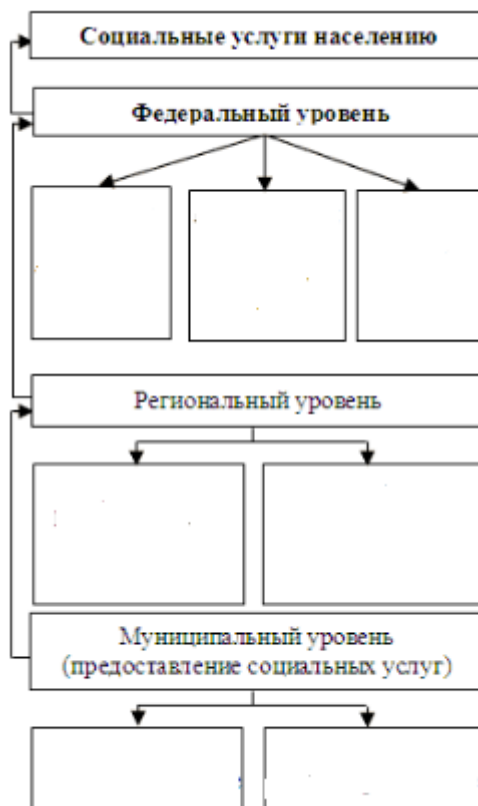 Социальные услуги населению
Федеральный уровень
Региональный уровень
Муниципальный уровень
(предоставление социальных услуг)